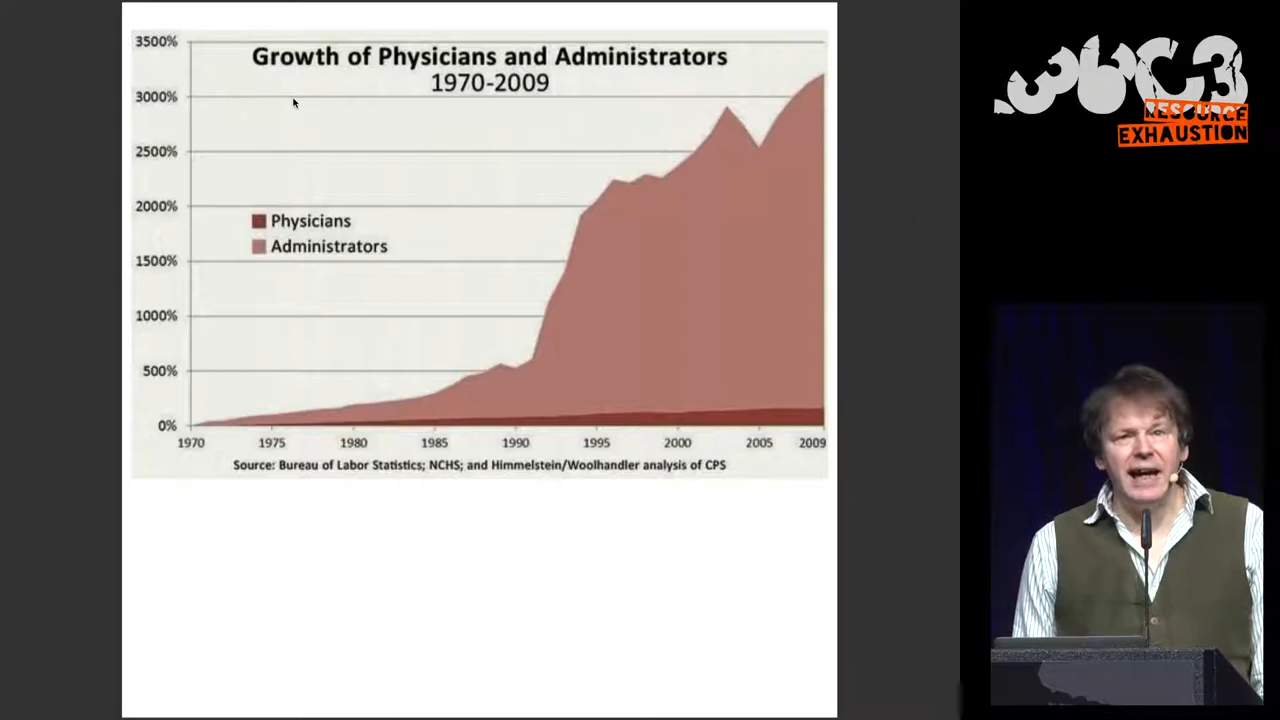 Growth of Physicians and Administrators
1970-2009
3500%
3000%
2500%
2000%
1500%
1000%
500%
0%
Physicians
Administrators
1970 1975 1980 1985 1990 1995 2000 2005 2009
Source: Bureau of Labor Statistics; NCHS; and Himmelstein/Woolhandler analysis of CPS
36C3
RESOURCE
EXHAUSTION